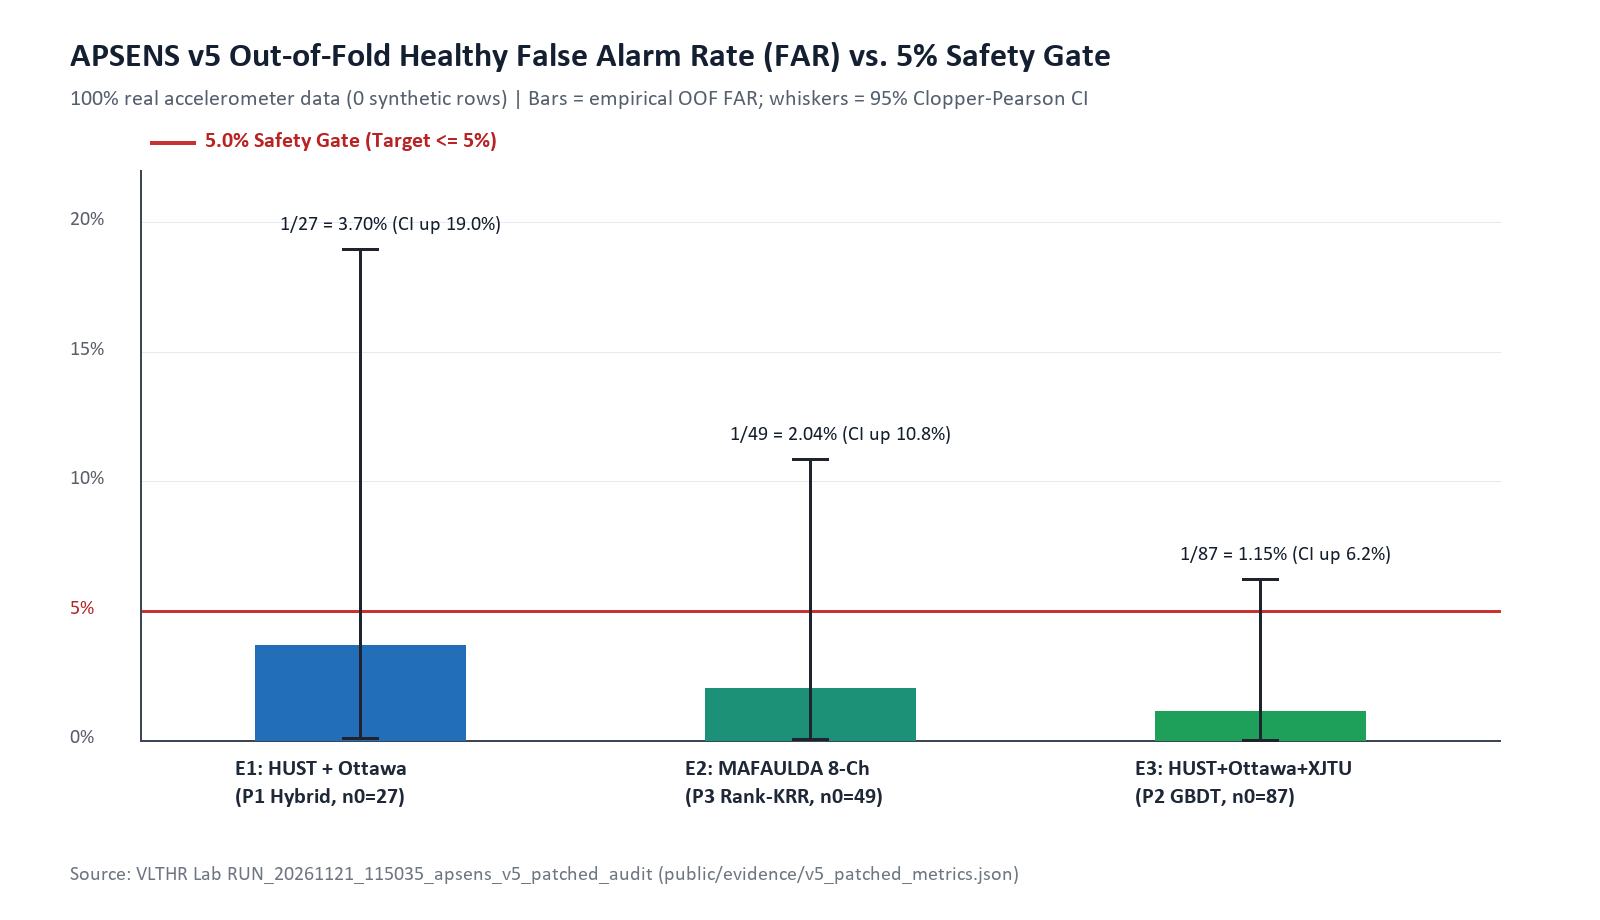 APSENS v5 Out-of-Fold Healthy False Alarm Rate (FAR) vs. 5% Safety Gate
100% real accelerometer data (0 synthetic rows) | Bars = empirical OOF FAR; whiskers = 95% Clopper-Pearson CI
5.0% Safety Gate (Target <= 5%)
20%
1/27 = 3.70% (CI up 19.0%)
15%
1/49 = 2.04% (CI up 10.8%)
10%
1/87 = 1.15% (CI up 6.2%)
5%
0%
E1: HUST + Ottawa
(P1 Hybrid, n0=27)
E2: MAFAULDA 8-Ch
(P3 Rank-KRR, n0=49)
E3: HUST+Ottawa+XJTU
(P2 GBDT, n0=87)
Source: VLTHR Lab RUN_20261121_115035_apsens_v5_patched_audit (public/evidence/v5_patched_metrics.json)